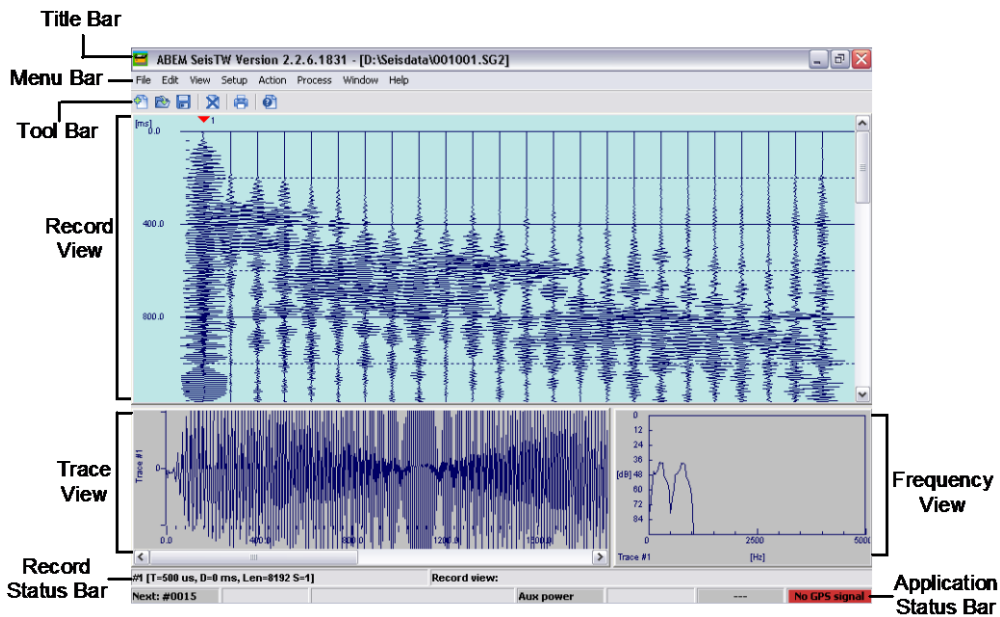 Title Bar
ABEM SeisTW Version 2.2.6.1831 - [D:\Seisdata\001001.SG2]
Menu Bar
File Edit View Setup Action Process Window Help
Tool Bar
[ms]
1
0.0
Record
View
400.0
800.0
Trace
View
Trace #1
0
0
400.0
1200.0
1600.0
0
12
24
36
[dB] 48
60
72
84
0
2500
5000
Trace #1
[Hz]
Frequency
View
Record
Status Bar
#1 [T=500 us, D=0 ms, Len=8192 S=1]
Record view:
Next: #0015
Aux power
---
No GPS signal
Application
Status Bar